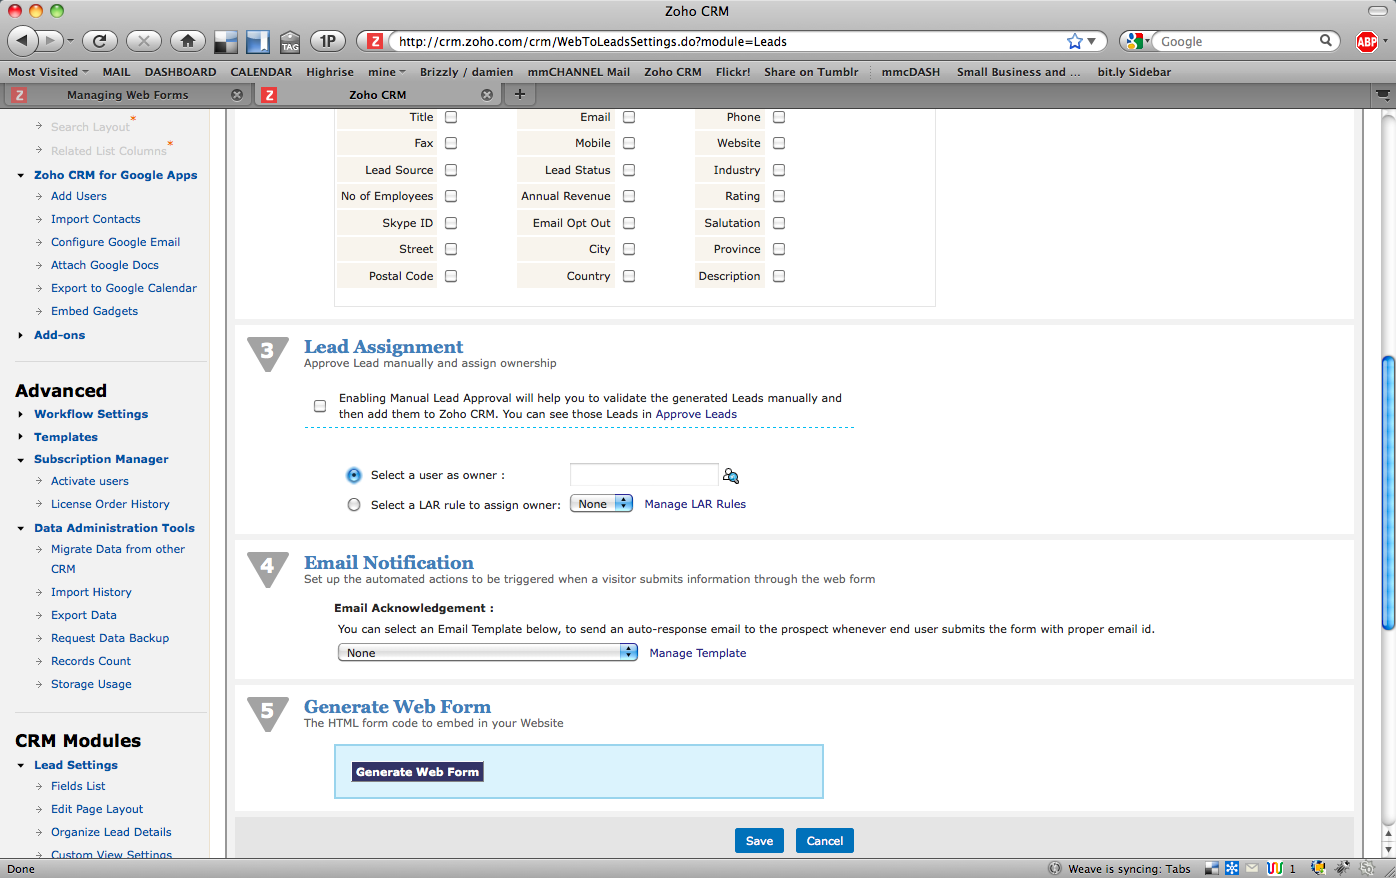 Zoho CRM
TAG
1P
Z
http://crm.zoho.com/crm/WebToLeadsSettings.do?module=Leads
Google
ABP
Most Visited MAIL DASHBOARD CALENDAR Highrise mine Brizzly / damien mmCHANNEL Mail Zoho CRM Flickr! Share on Tumblr mmcDASH Small Business and ... bit.ly Sidebar
Z Managing Web Forms
Z Zoho CRM
Search Layout*
Related List Columns*
Zoho CRM for Google Apps
Add Users
Import Contacts
Configure Google Email
Attach Google Docs
Export to Google Calendar
Embed Gadgets
Add-ons
Advanced
Workflow Settings
Templates
Subscription Manager
Activate users
License Order History
Data Administration Tools
Migrate Data from other
CRM
Import History
Export Data
Request Data Backup
Records Count
Storage Usage
CRM Modules
Lead Settings
Fields List
Edit Page Layout
Organize Lead Details
Custom View Settings
Title Email Phone
Fax Mobile Website
Lead Source Lead Status Industry
No of Employees Annual Revenue Rating
Skype ID Email Opt Out Salutation
Street City Province
Postal Code Country Description
3 Lead Assignment
Approve Lead manually and assign ownership
Enabling Manual Lead Approval will help you to validate the generated Leads manually and
then add them to Zoho CRM. You can see those Leads in Approve Leads
Select a user as owner :
Select a LAR rule to assign owner: None Manage LAR Rules
4 Email Notification
Set up the automated actions to be triggered when a visitor submits information through the web form
Email Acknowledgement :
You can select an Email Template below, to send an auto-response email to the prospect whenever end user submits the form with proper email id.
None Manage Template
5 Generate Web Form
The HTML form code to embed in your Website
Generate Web Form
Save Cancel
Done
Weave is syncing: Tabs
1